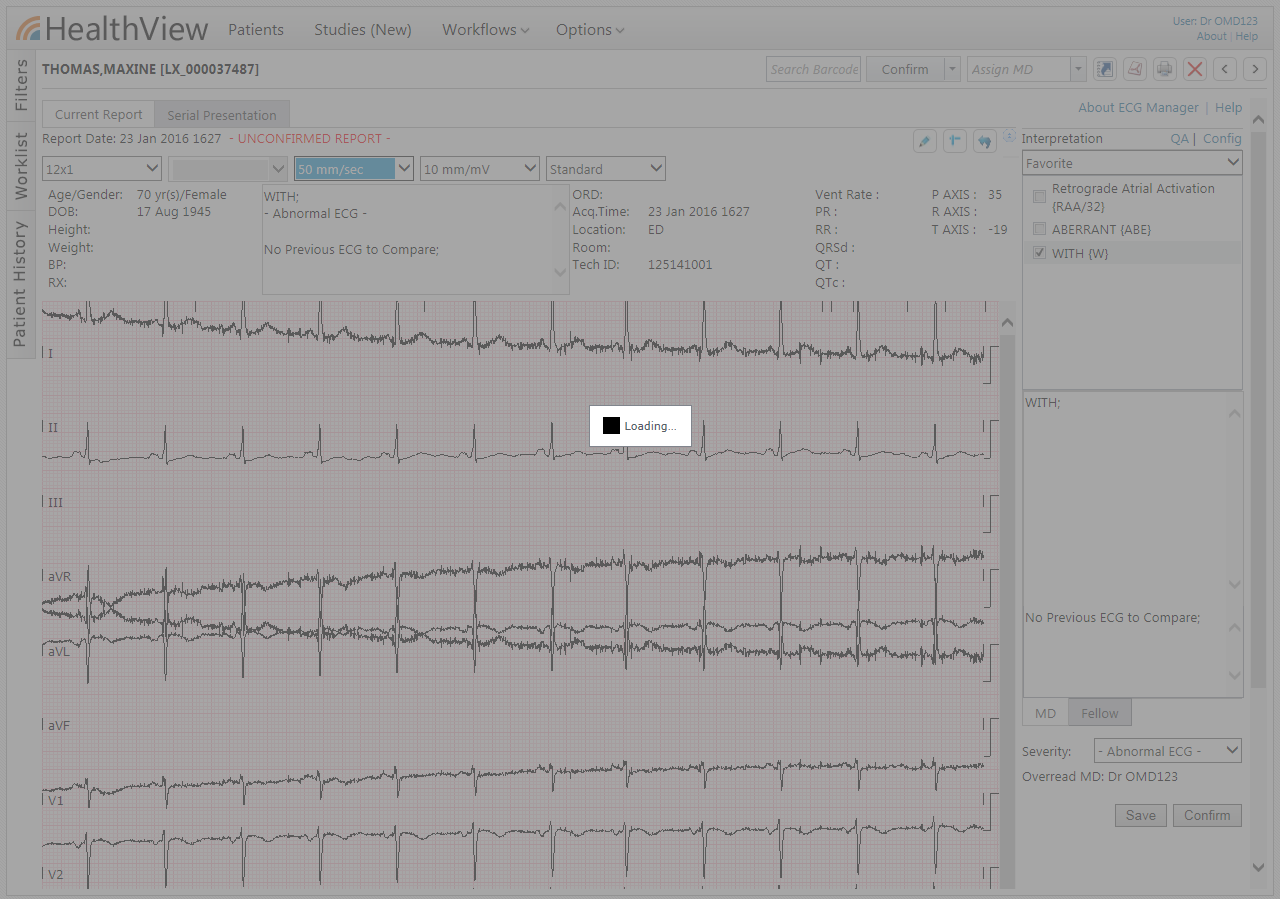 HealthView Patients Studies (New) Workflows Options
User: Dr OMD123
About | Help
THOMAS,MAXINE [LX_000037487]
Search Barcode Confirm Assign MD
Filters
Worklist
Patient History
Current Report Serial Presentation
About ECG Manager | Help
Report Date: 23 Jan 2016 1627 - UNCONFIRMED REPORT -
12x1 50 mm/sec 10 mm/mV Standard
Age/Gender: 70 yr(s)/Female
DOB: 17 Aug 1945
Height:
Weight:
BP:
RX:
WITH;
- Abnormal ECG -
No Previous ECG to Compare;
ORD:
Acq.Time: 23 Jan 2016 1627
Location: ED
Room:
Tech ID: 125141001
Vent Rate :
PR :
RR :
QRSd :
QT :
QTc :
P AXIS : 35
R AXIS :
T AXIS : -19
I
II
III
aVR
aVL
aVF
V1
V2
Loading...
Interpretation QA | Config
Favorite
Retrograde Atrial Activation
{RAA/32}
ABERRANT {ABE}
WITH {W}
WITH;
No Previous ECG to Compare;
MD Fellow
Severity: - Abnormal ECG -
Overread MD: Dr OMD123
Save Confirm